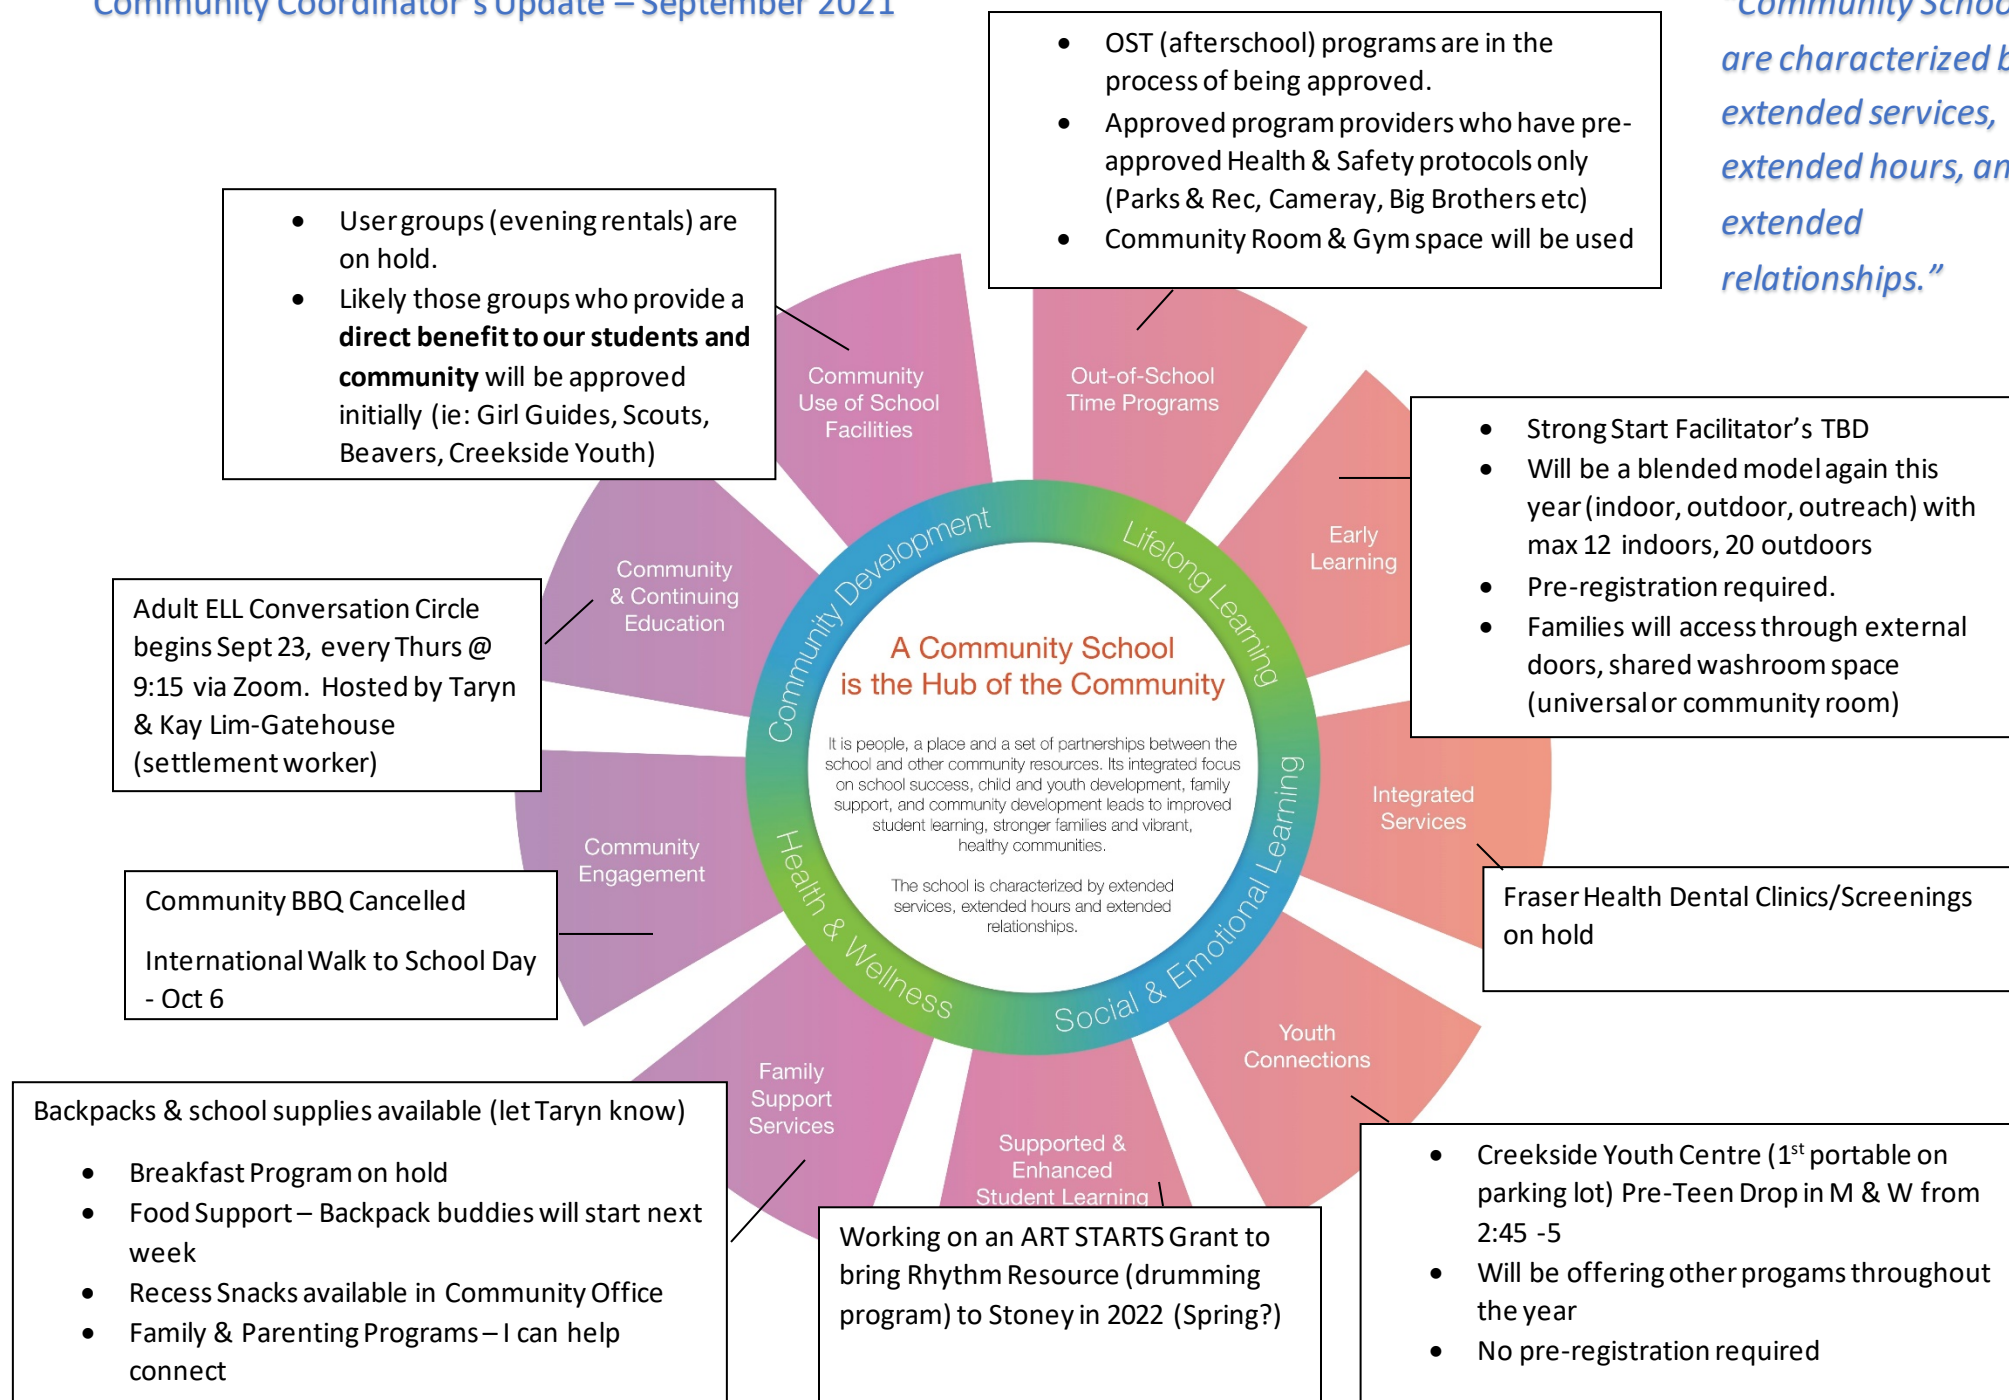 Community Coordinator's Update – September 2021
"Community School
are characterized b
extended services,
extended hours, an
extended
relationships."
• OST (afterschool) programs are in the
process of being approved.
• Approved program providers who have pre-
approved Health & Safety protocols only
(Parks & Rec, Cameray, Big Brothers etc)
• Community Room & Gym space will be used
• User groups (evening rentals) are
on hold.
• Likely those groups who provide a
direct benefit to our students and
community will be approved
initially (ie: Girl Guides, Scouts,
Beavers, Creekside Youth)
Community
Use of School
Facilities
Out-of-School
Time Programs
• Strong Start Facilitator's TBD
• Will be a blended model again this
year (indoor, outdoor, outreach) with
max 12 indoors, 20 outdoors
• Pre-registration required.
• Families will access through external
doors, shared washroom space
(universal or community room)
Early
Learning
Community
& Continuing
Education
Adult ELL Conversation Circle
begins Sept 23, every Thurs @
9:15 via Zoom. Hosted by Taryn
& Kay Lim-Gatehouse
(settlement worker)
Community Development
Lifelong Learning
Social & Emotional Learning
Health & Wellness
A Community School
is the Hub of the Community
It is people, a place and a set of partnerships between the
school and other community resources. Its integrated focus
on school success, child and youth development, family
support, and community development leads to improved
student learning, stronger families and vibrant,
healthy communities.
The school is characterized by extended
services, extended hours and extended
relationships.
Integrated
Services
Fraser Health Dental Clinics/Screenings
on hold
Community
Engagement
Community BBQ Cancelled
International Walk to School Day
- Oct 6
Youth
Connections
Family
Support
Services
Supported &
Enhanced
Student Learning
Backpacks & school supplies available (let Taryn know)
• Breakfast Program on hold
• Food Support – Backpack buddies will start next
week
• Recess Snacks available in Community Office
• Family & Parenting Programs – I can help
connect
Working on an ART STARTS Grant to
bring Rhythm Resource (drumming
program) to Stoney in 2022 (Spring?)
• Creekside Youth Centre (1st portable on
parking lot) Pre-Teen Drop in M & W from
2:45 -5
• Will be offering other progams throughout
the year
• No pre-registration required